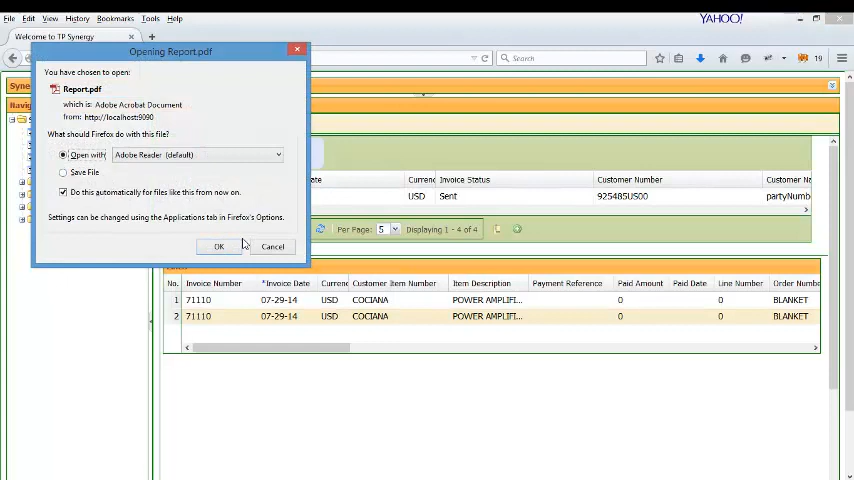 File Edit View History Bookmarks Tools Help
YAHOO!
Welcome to TP Synergy
Search
19
Opening Report.pdf
You have chosen to open:
Report.pdf
which is: Adobe Acrobat Document
from: http://localhost:9090
What should Firefox do with this file?
Open with Adobe Reader (default)
Save File
Do this automatically for files like this from now on.
Settings can be changed using the Applications tab in Firefox's Options.
OK Cancel
Invoice Status Customer Number
USD Sent 925485US00 partyNumb
Per Page: 5 Displaying 1 - 4 of 4
No. Invoice Number *Invoice Date Currenc Customer Item Number Item Description Payment Reference Paid Amount Paid Date Line Number Order Numbe
1 71110 07-29-14 USD COCIANA POWER AMPLIFI... 0 0 BLANKET
2 71110 07-29-14 USD COCIANA POWER AMPLIFI... 0 0 BLANKET